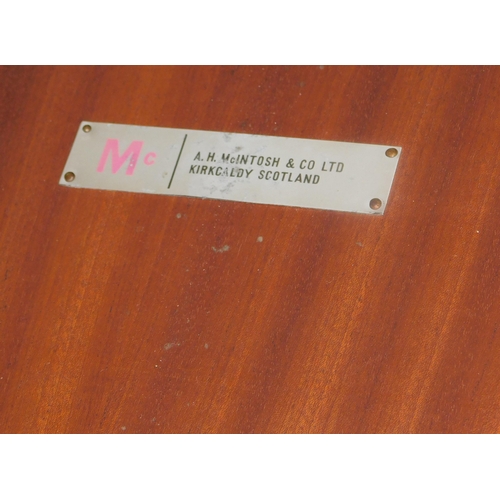 Mc
A.H. McINTOSH & CO LTD
KIRKCALDY SCOTLAND